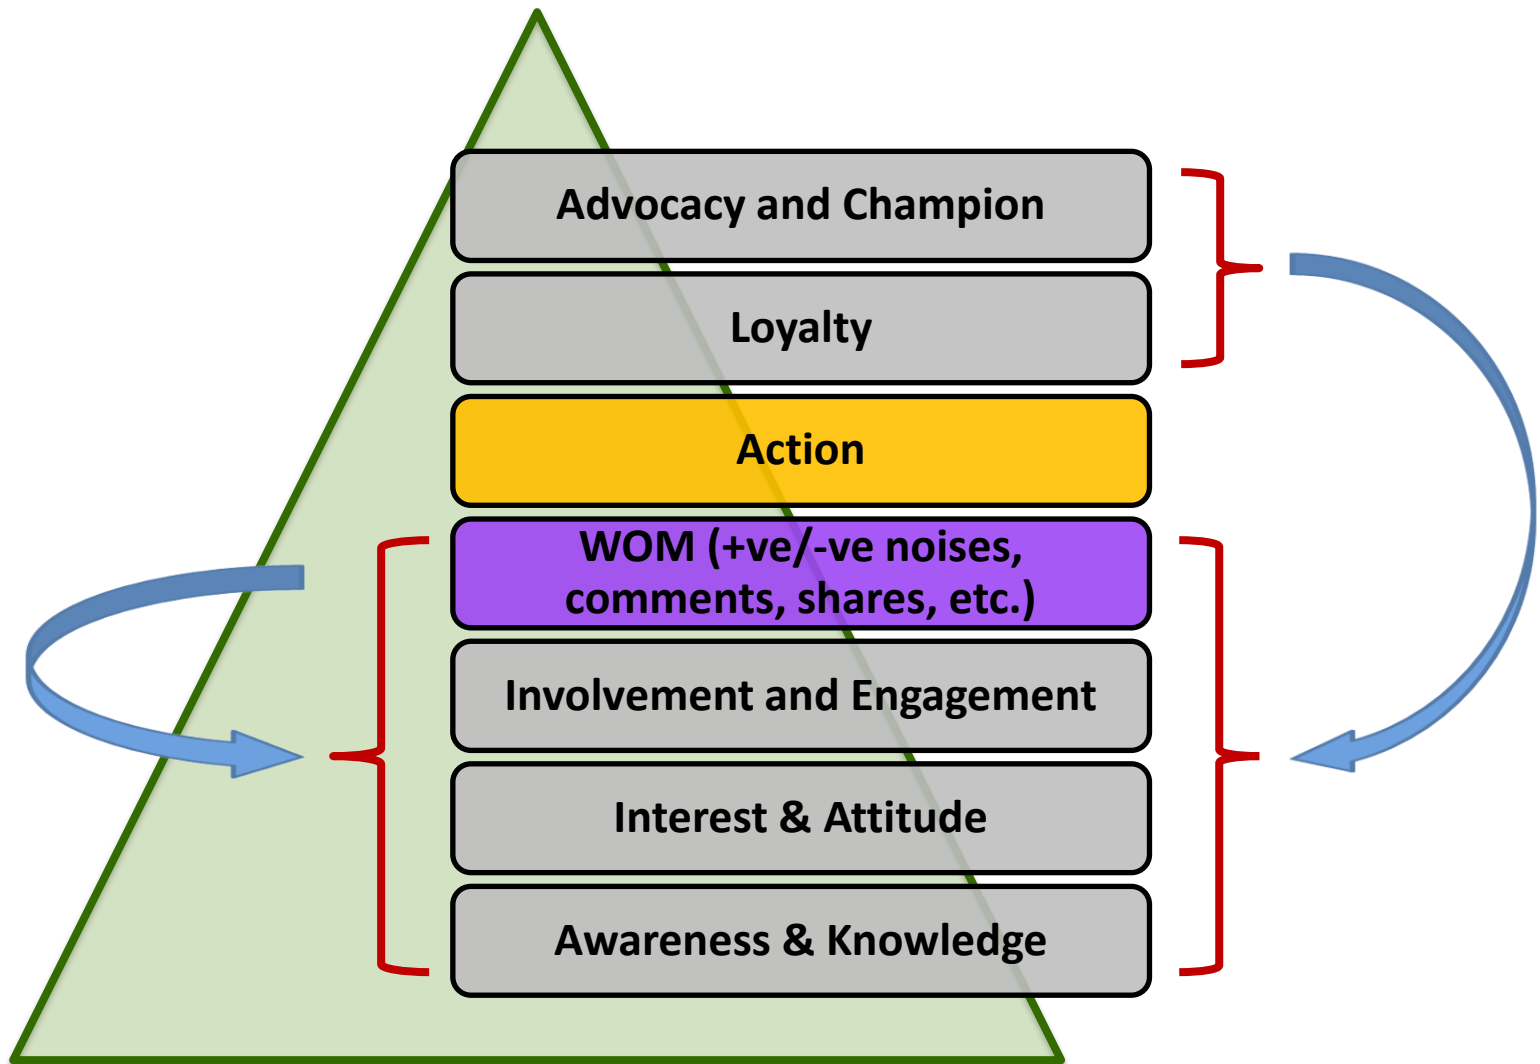 Advocacy and Champion
Loyalty
Action
WOM (+ve/-ve noises,
comments, shares, etc.)
Involvement and Engagement
Interest & Attitude
Awareness & Knowledge